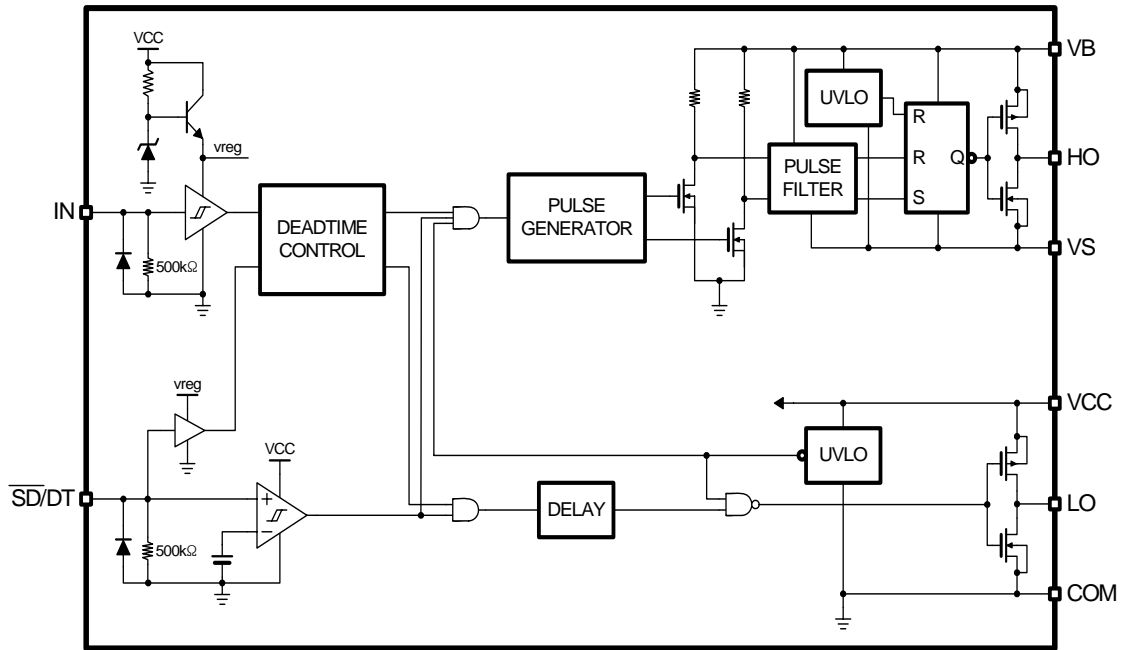 VCC
VB
UVLO
R
vreg
R
Q
HO
PULSE
FILTER
S
IN
DEADTIME
CONTROL
PULSE
GENERATOR
500kΩ
VS
vreg
VCC
VCC
UVLO
SD/DT
+
−
DELAY
LO
500kΩ
COM